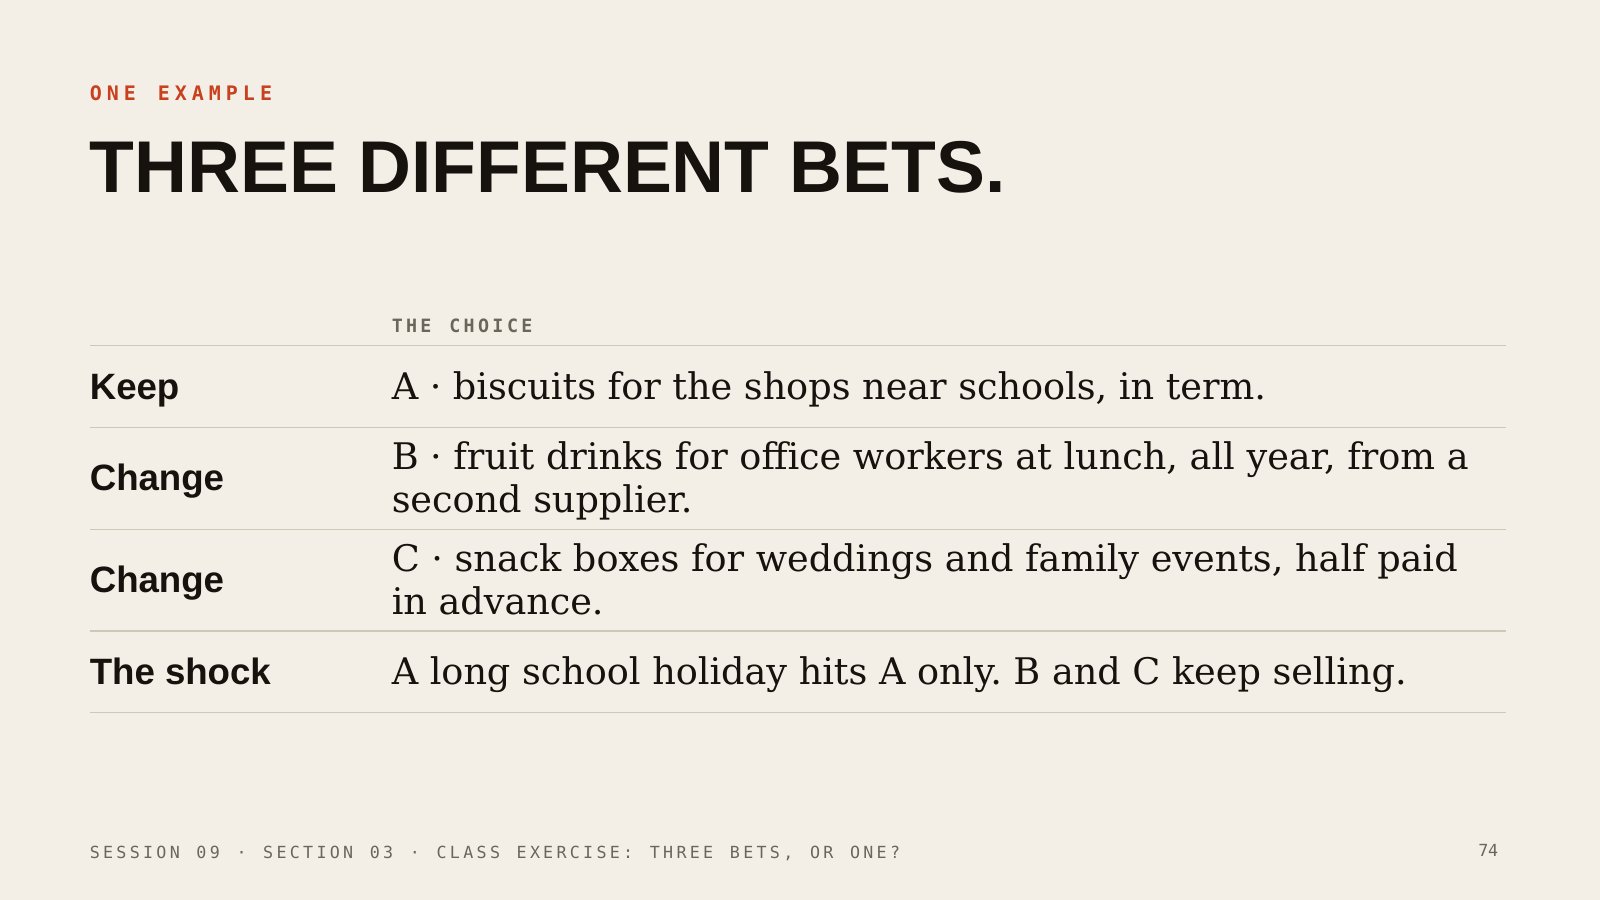 ONE EXAMPLE
THREE DIFFERENT BETS.
THE CHOICE
Keep
A · biscuits for the shops near schools, in term.
Change
B · fruit drinks for office workers at lunch, all year, from a
second supplier.
Change
C · snack boxes for weddings and family events, half paid
in advance.
The shock
A long school holiday hits A only. B and C keep selling.
SESSION 09 · SECTION 03 · CLASS EXERCISE: THREE BETS, OR ONE?
74